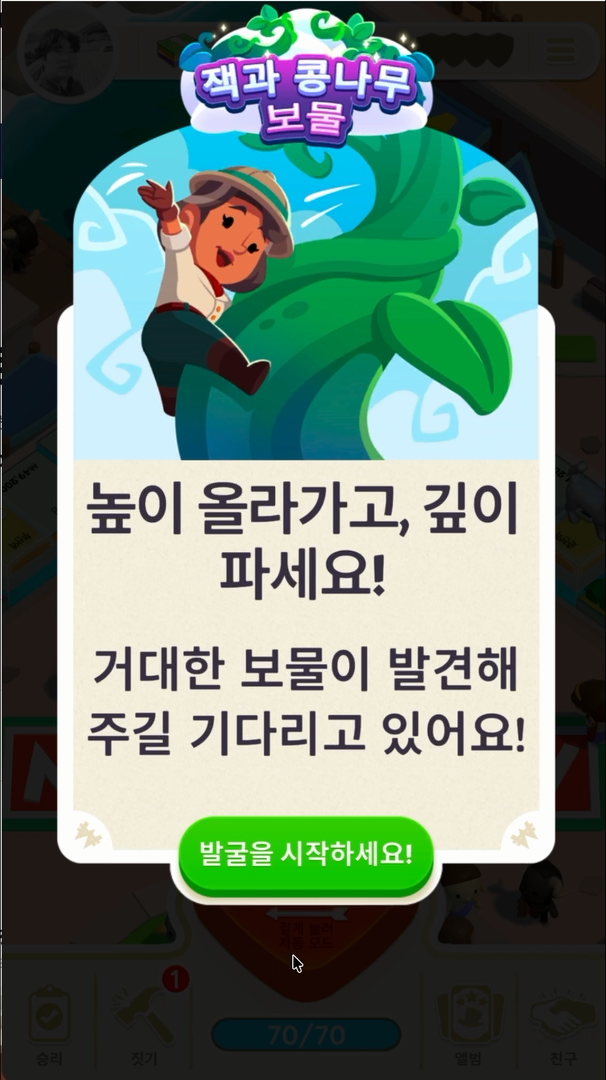 잭과 콩나무
보물
높이 올라가고, 깊이
파세요!
거대한 보물이 발견해
주길 기다리고 있어요!
발굴을 시작하세요!
1
70/70
승리
짓기
앨범
친구